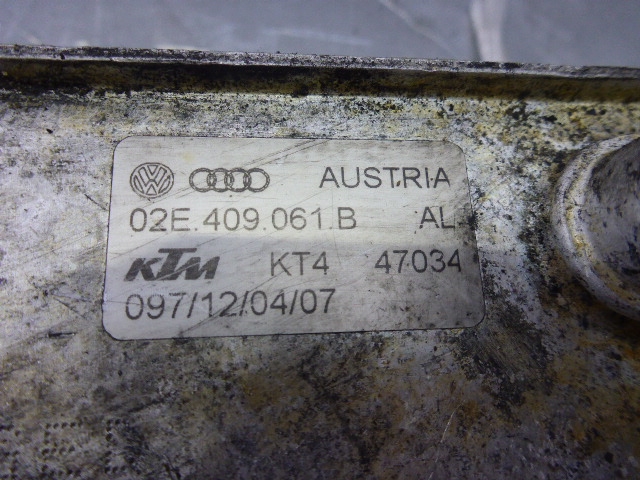 AUSTRIA
02E.409.061.B AL
KTM KT4 47034
097/12/04/07